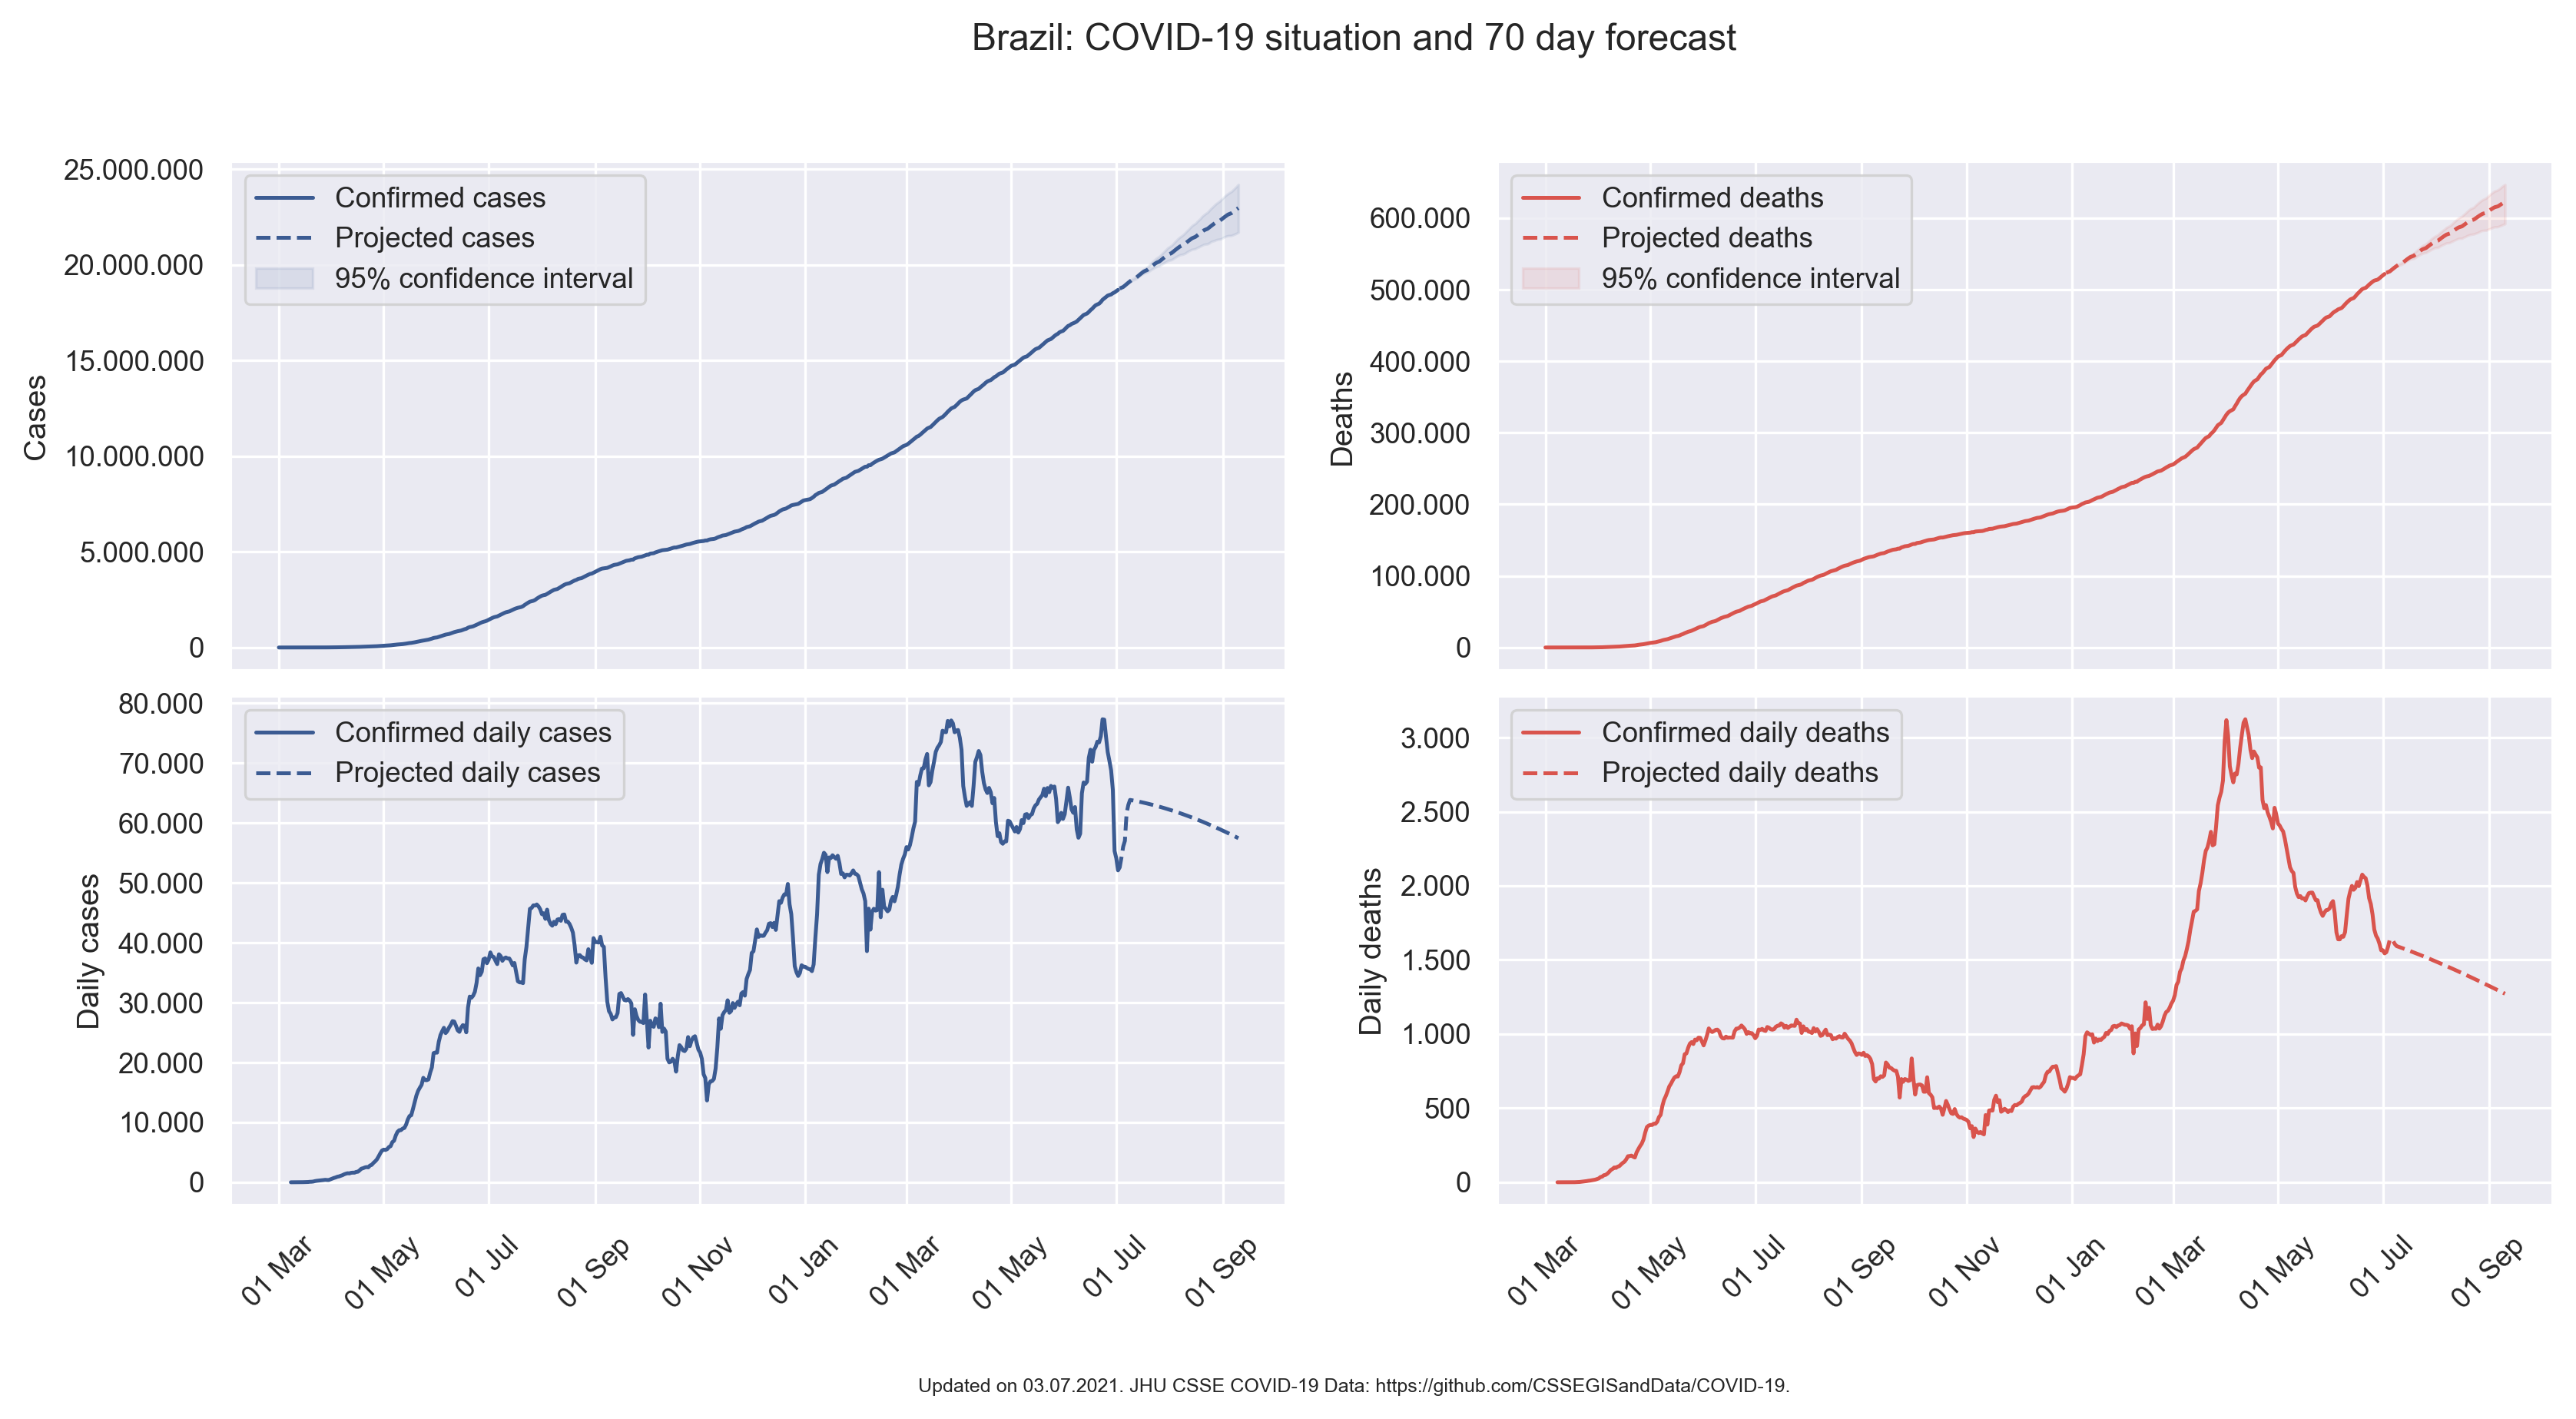 Brazil: COVID-19 situation and 70 day forecast
25.000.000
20.000.000
15.000.000
10.000.000
5.000.000
0
Cases
Confirmed cases
Projected cases
95% confidence interval
600.000
500.000
400.000
300.000
200.000
100.000
0
Deaths
Confirmed deaths
Projected deaths
95% confidence interval
80.000
70.000
60.000
50.000
40.000
30.000
20.000
10.000
0
Daily cases
Confirmed daily cases
Projected daily cases
01 Mar
01 May
01 Jul
01 Sep
01 Nov
01 Jan
01 Mar
01 May
01 Jul
01 Sep
3.000
2.500
2.000
1.500
1.000
500
0
Daily deaths
Confirmed daily deaths
Projected daily deaths
01 Mar
01 May
01 Jul
01 Sep
01 Nov
01 Jan
01 Mar
01 May
01 Jul
01 Sep
Updated on 03.07.2021. JHU CSSE COVID-19 Data: https://github.com/CSSEGISandData/COVID-19.